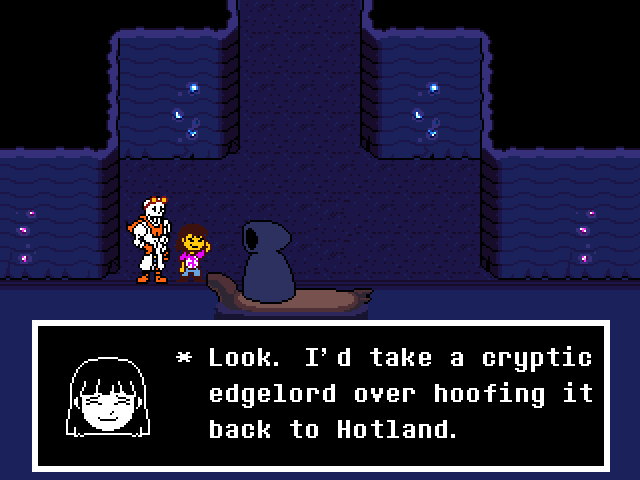 * Look. I'd take a cryptic
edgelord over hoofing it
back to Hotland.